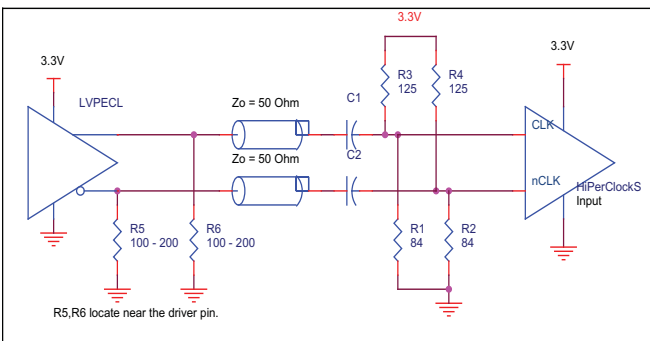 3.3V
3.3V
3.3V
R3
125
R4
125
LVPECL
Zo = 50 Ohm
C1
CLK
Zo = 50 Ohm
C2
nCLK
HiPerClockS
Input
R5
100 - 200
R6
100 - 200
R1
84
R2
84
R5,R6 locate near the driver pin.